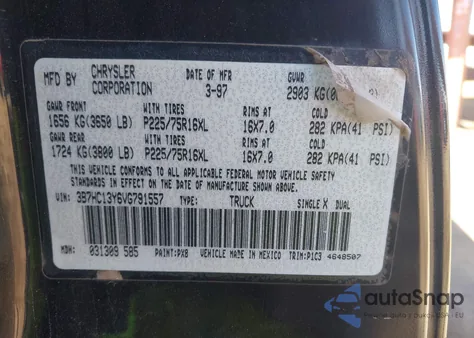 MFD BY CHRYSLER CORPORATION DATE OF MFR 3-97 GVWR 2903 KG
GAWR FRONT WITH TIRES RIMS AT COLD
1656 KG(3650 LB) P225/75R16XL 16X7.0 282 KPA(41 PSI)
GAWR REAR WITH TIRES RIMS AT COLD
1724 KG(3800 LB) P225/75R16XL 16X7.0 282 KPA(41 PSI)
THIS VEHICLE CONFORMS TO ALL APPLICABLE FEDERAL MOTOR VEHICLE SAFETY
STANDARDS IN EFFECT ON THE DATE OF MANUFACTURE SHOWN ABOVE.
VIN: 3B7HC13Y6VG791557 TYPE: TRUCK SINGLE X DUAL
MDH: 031309 585 PAINT:PX8 VEHICLE MADE IN MEXICO TRIM:P1C3 4648507
autaSnap